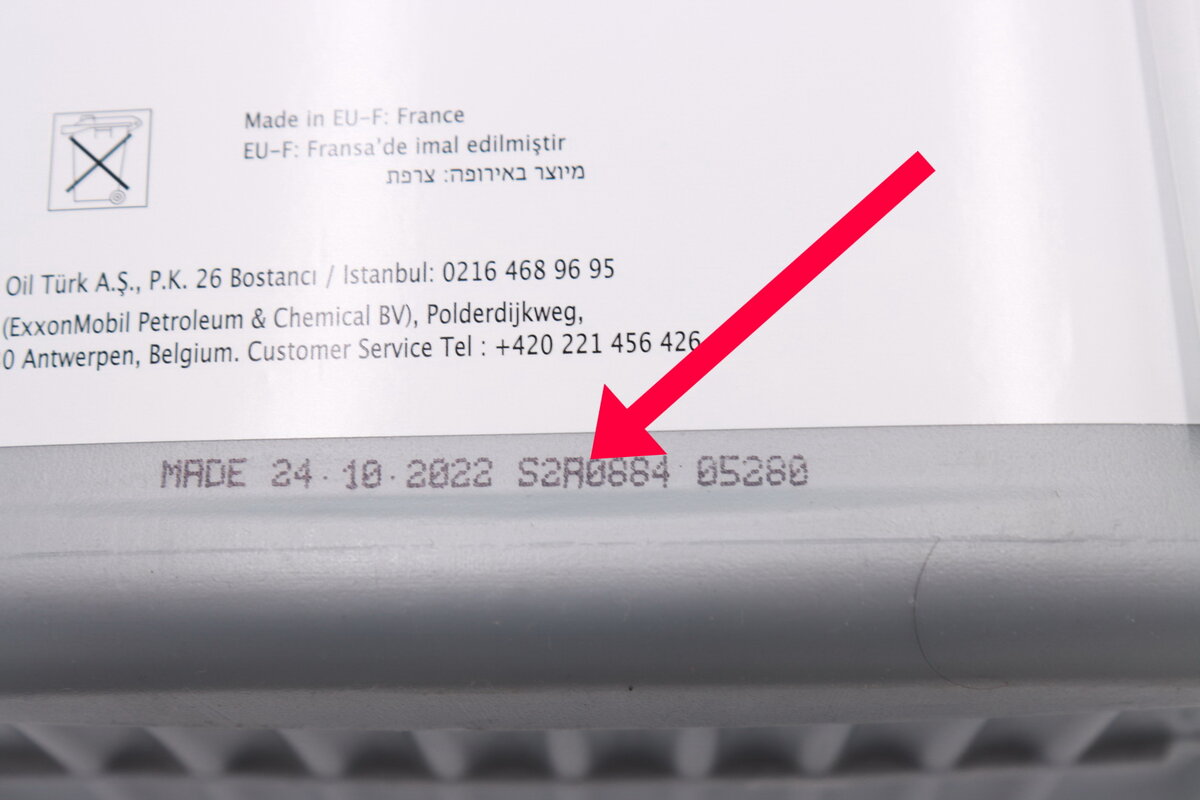 Made in EU-F: France
EU-F: Fransa'de imal edilmiştir
מיוצר באירופה: צרפת
Oil Türk A.Ş., P.K. 26 Bostancı / Istanbul: 0216 468 96 95
(ExxonMobil Petroleum & Chemical BV), Polderdijkweg,
0 Antwerpen, Belgium. Customer Service Tel : +420 221 456 426
MADE 24.10.2022 S2A0884 05280